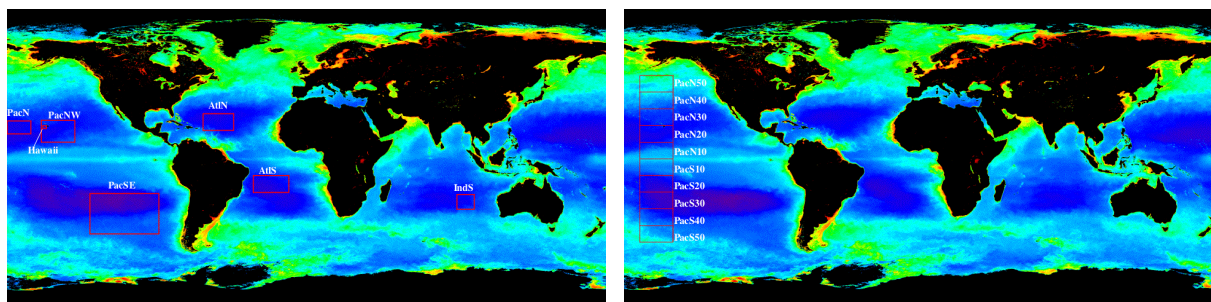 PacN
PacNW
Hawaii
AtlN
AtlS
PacSE
IndS
PacN50
PacN40
PacN30
PacN20
PacN10
PacS10
PacS20
PacS30
PacS40
PacS50